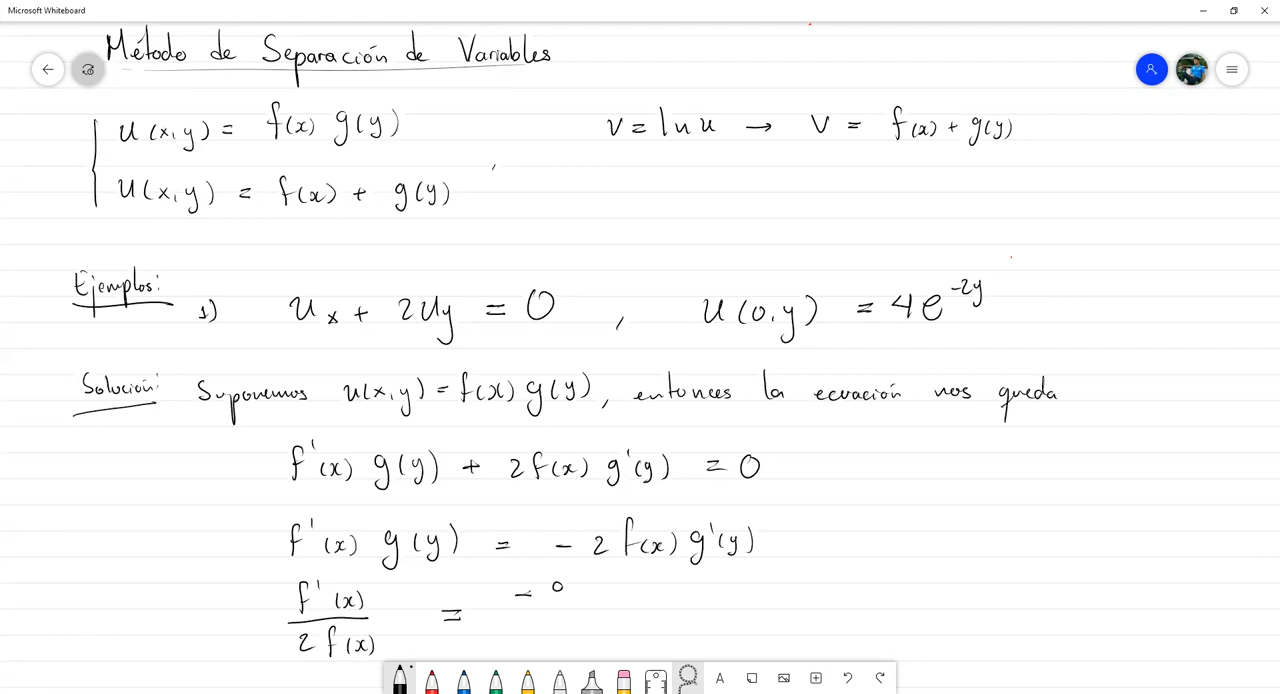 Microsoft Whiteboard
Método de Separación de Variables
u(x,y) = f(x) g(y)
v = ln u → v = f(x) + g(y)
u(x,y) = f(x) + g(y)
Ejemplos:
1) u_x + 2u_y = 0 , u(0,y) = 4e^{-2y}
Solución: Suponemos u(x,y) = f(x) g(y), entonces la ecuación nos queda
f'(x) g(y) + 2f(x) g'(y) = 0
f'(x) g(y) = - 2 f(x) g'(y)
f'(x) / 2 f(x) = -
A